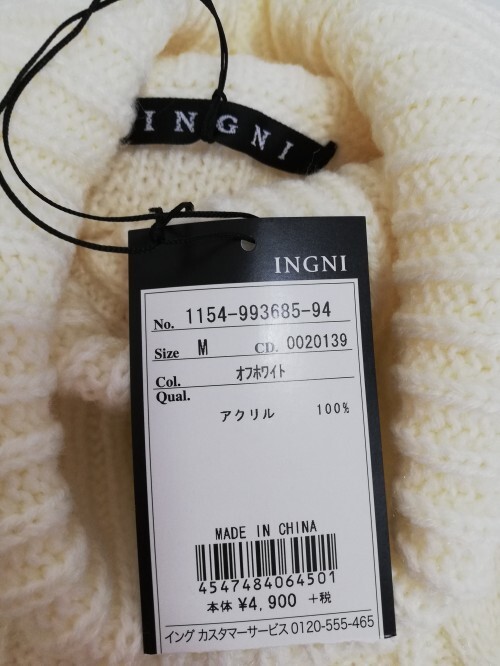 INGNI
INGNI
No. 1154-993685-94
Size M CD. 0020139
Col. オフホワイト
Qual.
アクリル 100%
MADE IN CHINA
4547484064501
本体 ¥4,900 +税
イング カスタマーサービス 0120-555-465